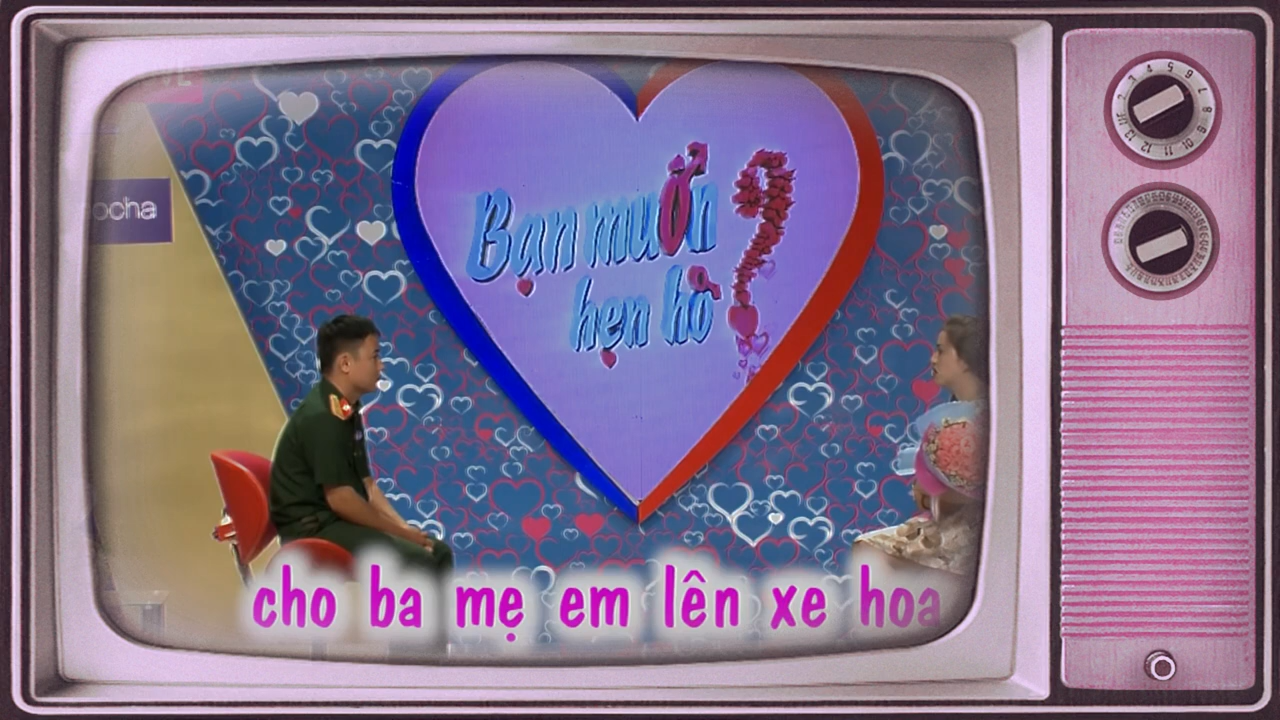 ocha
Bạn muốn
hẹn hò
cho ba mẹ em lên xe hoa